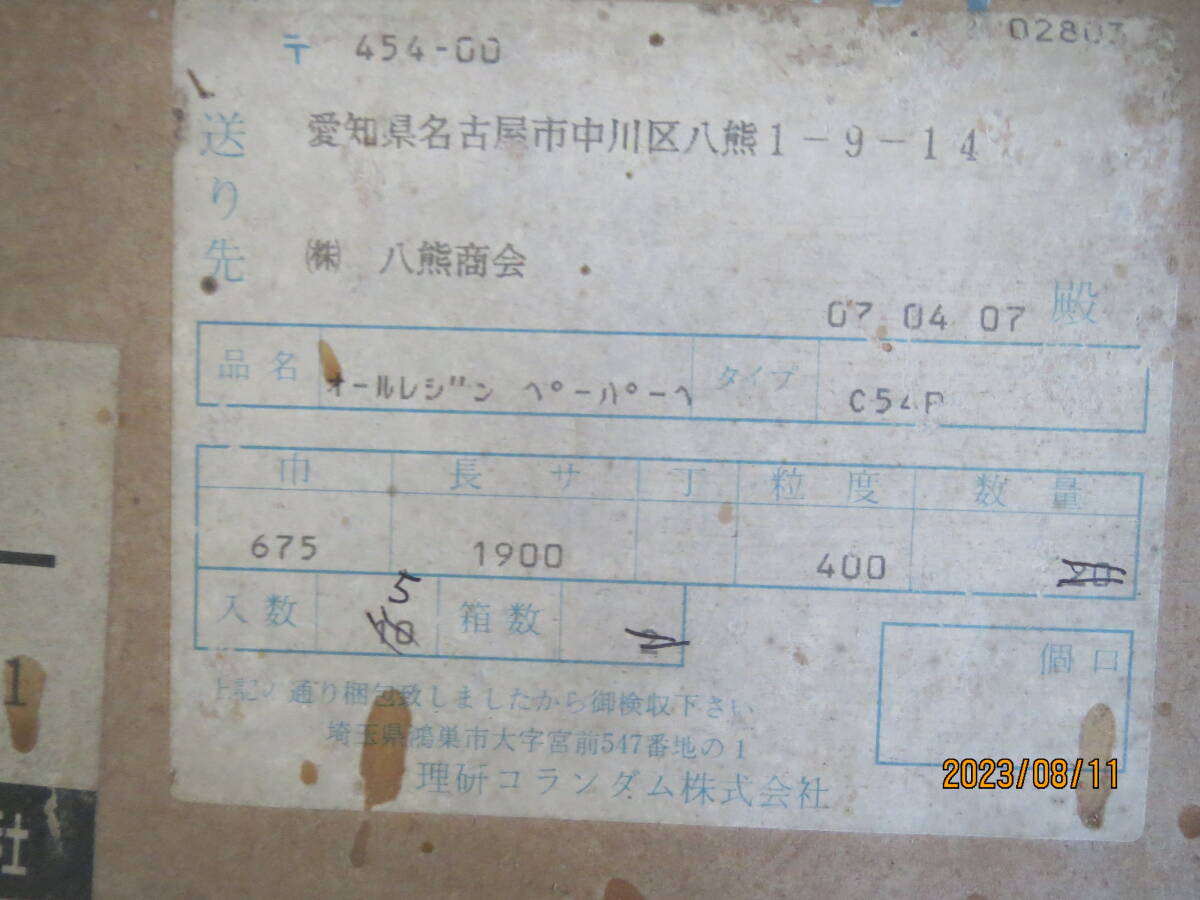 02803
〒 454-00
送り先
愛知県名古屋市中川区八熊1-9-14
㈱ 八熊商会
07 04 07 殿
品名 オールレジン ペーパーペ タイプ C54P
巾 長サ 丁 粒度 数量
675 1900 400 20
5
入数 10 箱数 2
個口
上記ノ通り梱包致しましたから御検収下さい
埼玉県鴻巣市大字宮前547番地の1
理研コランダム株式会社
1
社
2023/08/11